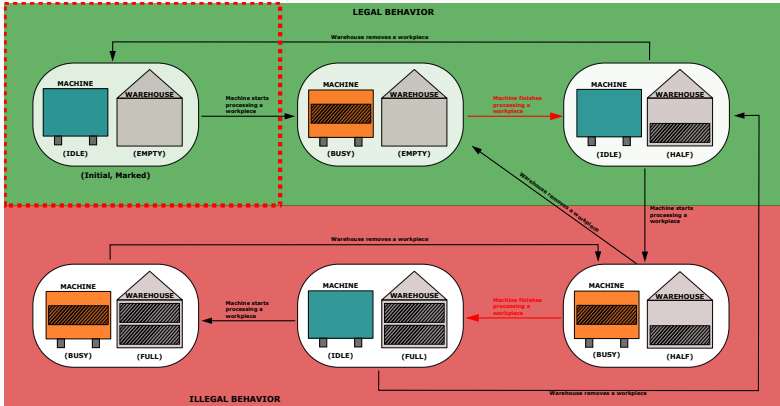 LEGAL BEHAVIOR
Warehouse removes a workpiece
MACHINE
WAREHOUSE
(IDLE)
(EMPTY)
(Initial, Marked)
Machine starts
processing a
workpiece
MACHINE
WAREHOUSE
(BUSY)
(EMPTY)
Machine finishes
processing a
workpiece
MACHINE
WAREHOUSE
(IDLE)
(HALF)
Warehouse removes a workpiece
Machine starts
processing a
workpiece
Warehouse removes a workpiece
MACHINE
WAREHOUSE
(BUSY)
(FULL)
Machine starts
processing a
workpiece
MACHINE
WAREHOUSE
(IDLE)
(FULL)
Machine finishes
processing a
workpiece
MACHINE
WAREHOUSE
(BUSY)
(HALF)
Warehouse removes a workpiece
ILLEGAL BEHAVIOR